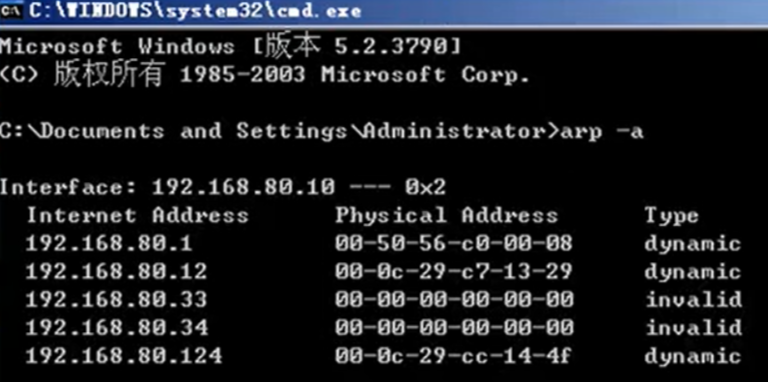 C:\WINDOWS\system32\cmd.exe
Microsoft Windows [版本 5.2.3790]
(C) 版权所有 1985-2003 Microsoft Corp.
C:\Documents and Settings\Administrator>arp -a
Interface: 192.168.80.10 --- 0x2
Internet Address Physical Address Type
192.168.80.1 00-50-56-c0-00-08 dynamic
192.168.80.12 00-0c-29-c7-13-29 dynamic
192.168.80.33 00-00-00-00-00-00 invalid
192.168.80.34 00-00-00-00-00-00 invalid
192.168.80.124 00-0c-29-cc-14-4f dynamic